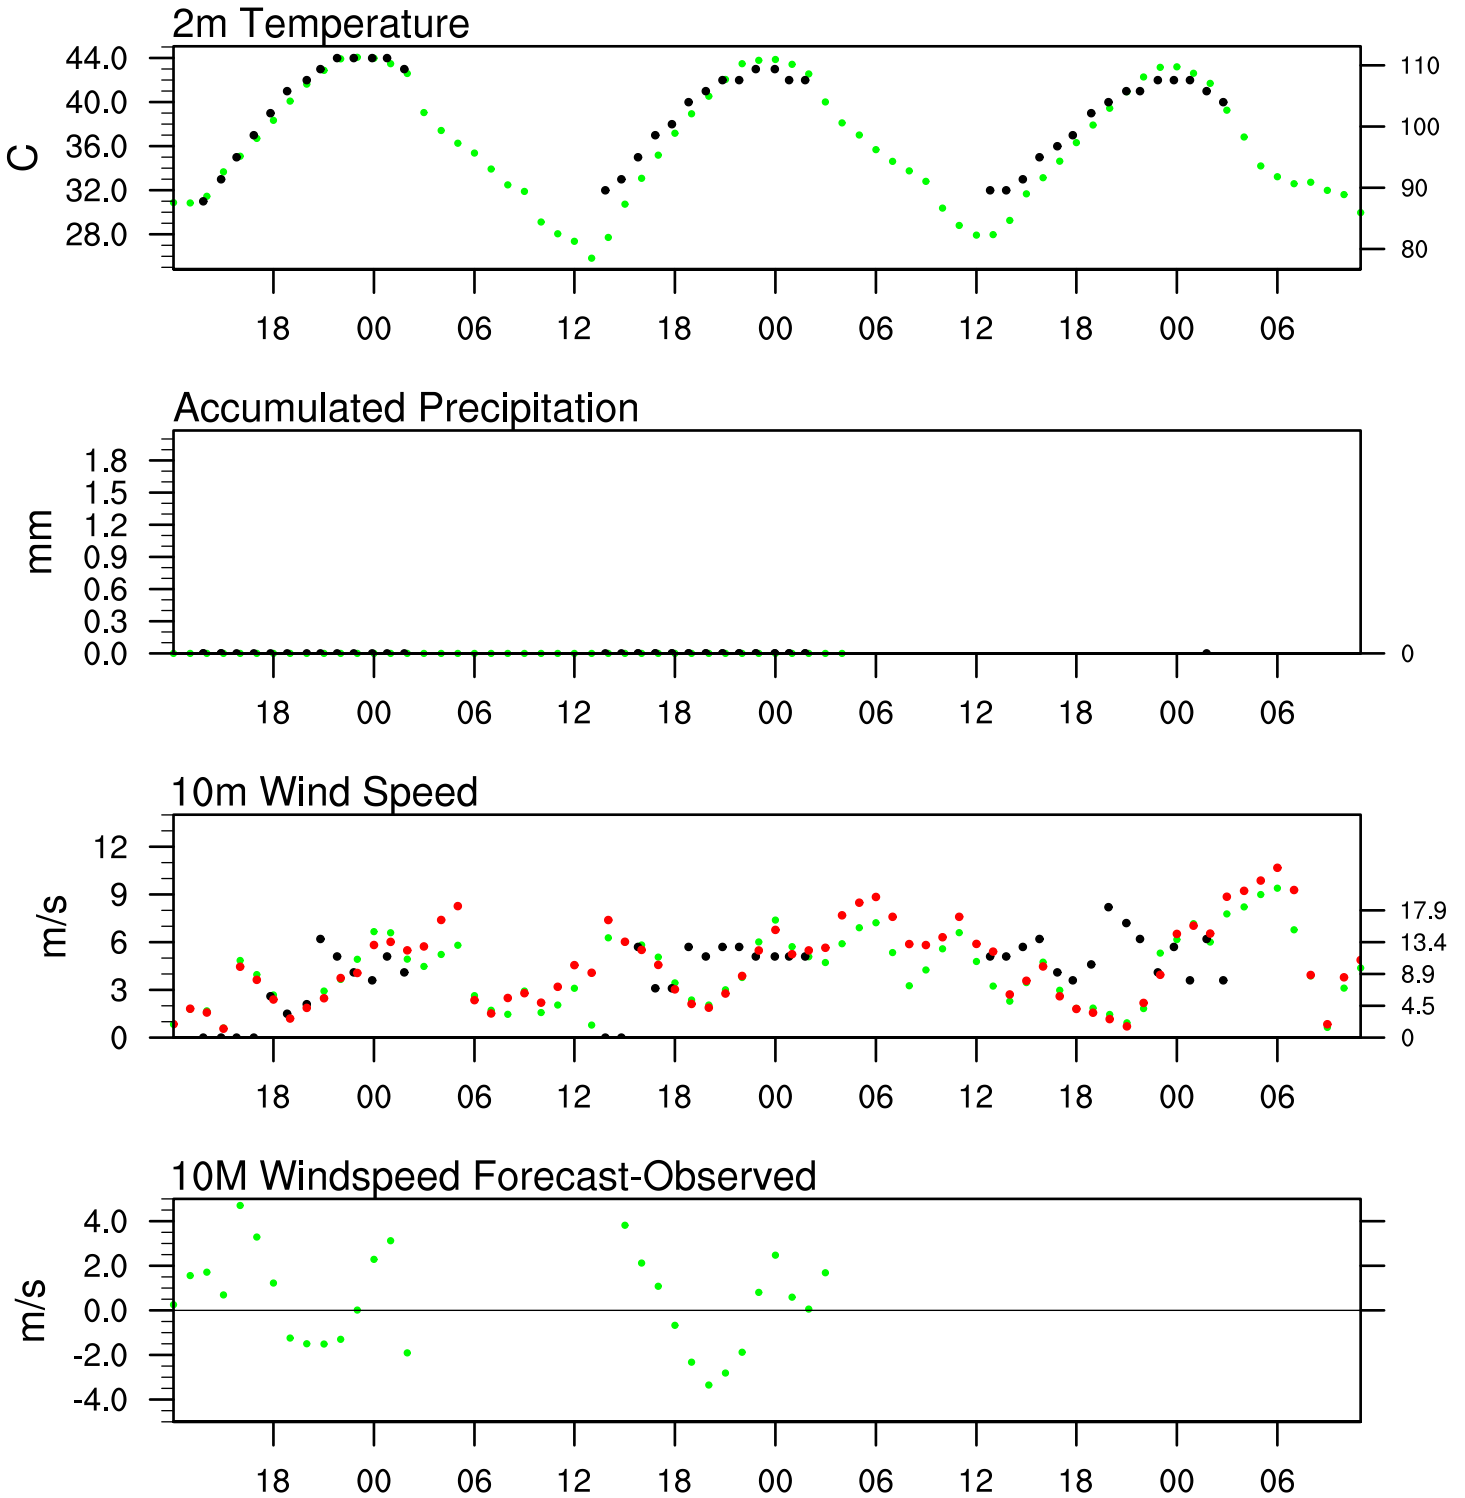 2m Temperature
44.0
40.0
36.0
32.0
28.0
C
110
100
90
80
18 00 06 12 18 00 06 12 18 00 06
Accumulated Precipitation
1.8
1.5
1.2
0.9
0.6
0.3
0.0
mm
0
18 00 06 12 18 00 06 12 18 00 06
10m Wind Speed
12
9
6
3
0
m/s
17.9
13.4
8.9
4.5
0
18 00 06 12 18 00 06 12 18 00 06
10M Windspeed Forecast-Observed
4.0
2.0
0.0
-2.0
-4.0
m/s
18 00 06 12 18 00 06 12 18 00 06